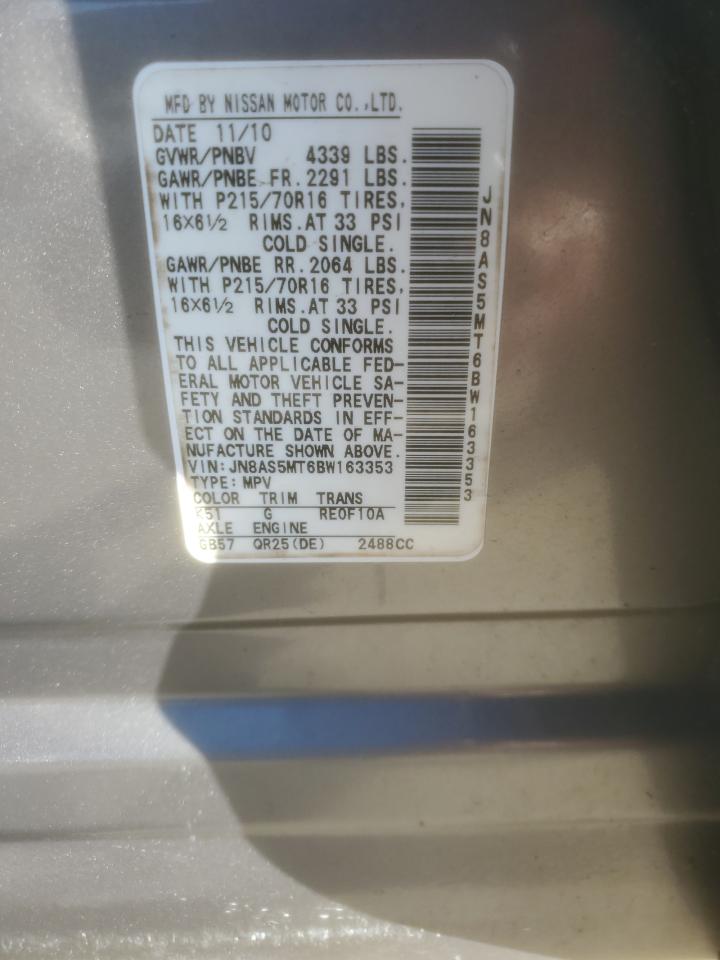 MFD BY NISSAN MOTOR CO.,LTD.
DATE 11/10
GVWR/PNBV 4339 LBS.
GAWR/PNBE FR. 2291 LBS.
WITH P215/70R16 TIRES,
16X6½ RIMS.AT 33 PSI
COLD SINGLE.
GAWR/PNBE RR. 2064 LBS.
WITH P215/70R16 TIRES,
16X6½ RIMS.AT 33 PSI
COLD SINGLE.
THIS VEHICLE CONFORMS
TO ALL APPLICABLE FED-
ERAL MOTOR VEHICLE SA-
FETY AND THEFT PREVEN-
TION STANDARDS IN EFF-
ECT ON THE DATE OF MA-
NUFACTURE SHOWN ABOVE.
VIN:JN8AS5MT6BW163353
TYPE:MPV
COLOR TRIM TRANS
K51 G RE0F10A
AXLE ENGINE
GB57 QR25(DE) 2488CC
JN8AS5MT6BW163353